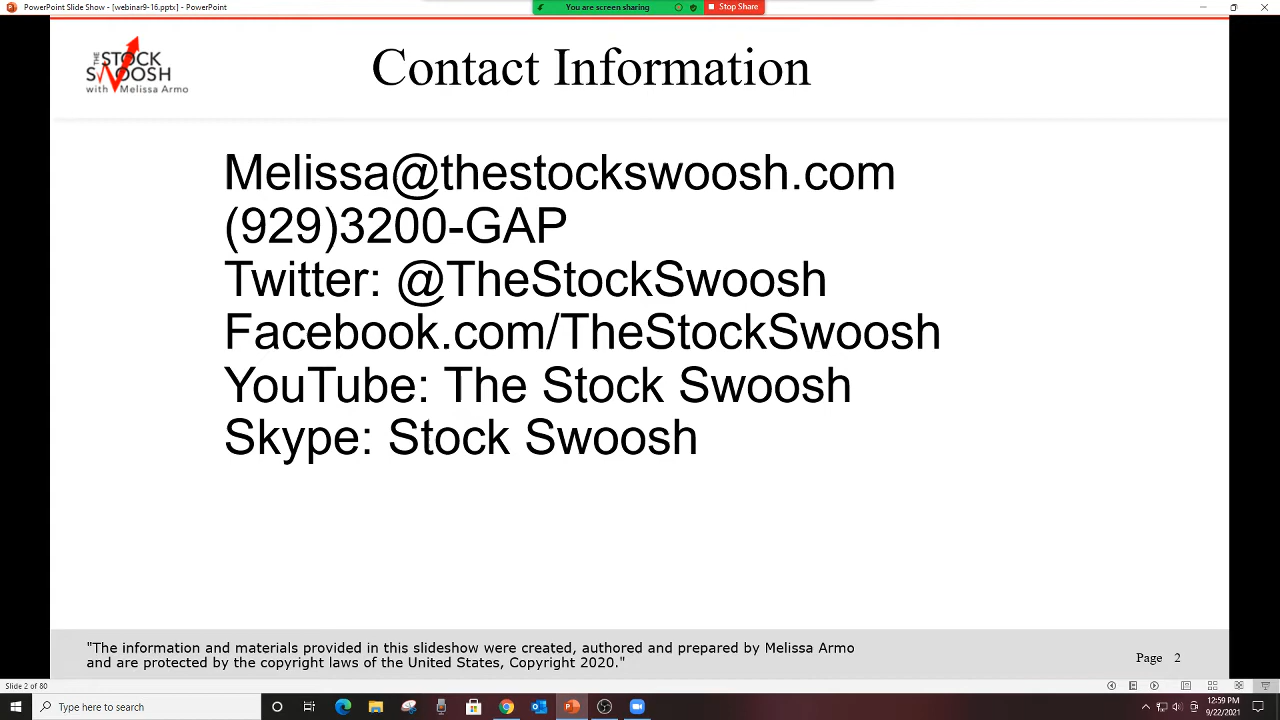 PowerPoint Slide Show - [webinar9-16.pptx] - PowerPoint
You are screen sharing
Stop Share
THE STOCK
SWOOSH
with Melissa Armo
Contact Information
Melissa@thestockswoosh.com
(929)3200-GAP
Twitter: @TheStockSwoosh
Facebook.com/TheStockSwoosh
YouTube: The Stock Swoosh
Skype: Stock Swoosh
"The information and materials provided in this slideshow were created, authored and prepared by Melissa Armo
and are protected by the copyright laws of the United States, Copyright 2020."
Page 2
Slide 2 of 80
Type here to search
12:59 PM
9/22/2021